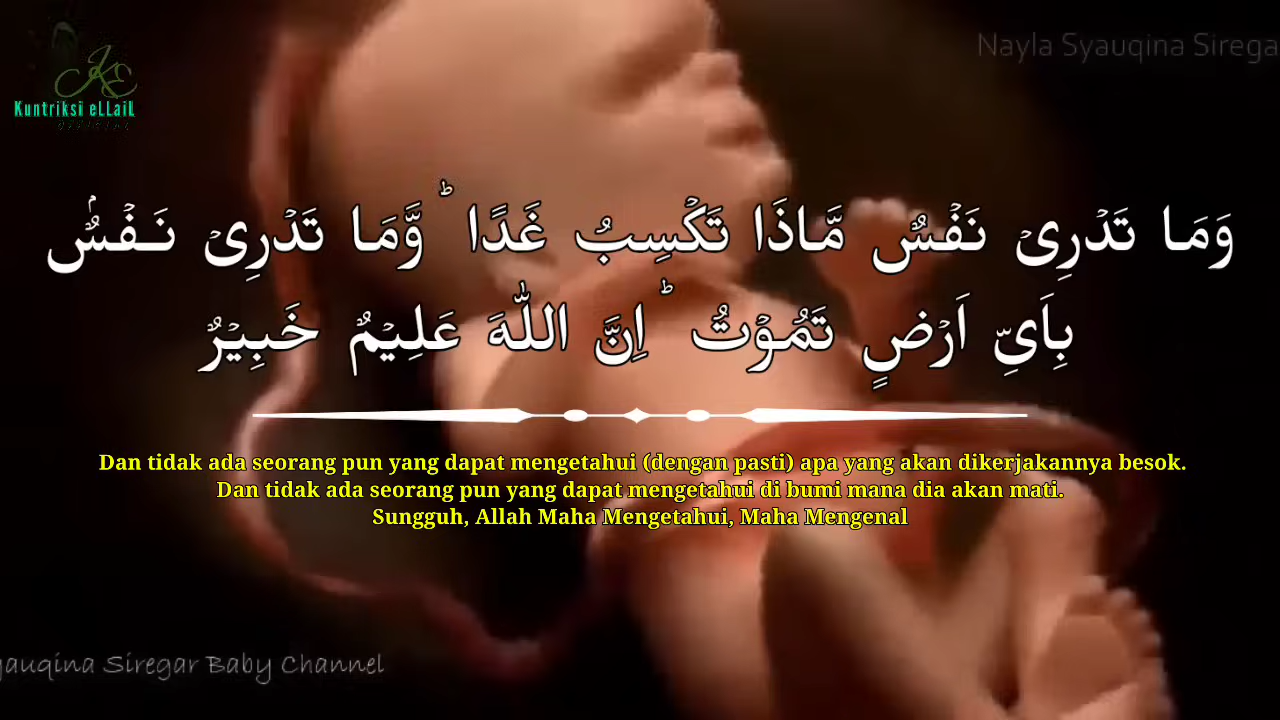 Kuntriksi eLLaiL
Nayla Syauqina Sirega
وَمَا تَدْرِيْ نَفْسٌ مَّاذَا تَكْسِبُ غَدًا ۗ وَّمَا تَدْرِيْ نَفْسٌۢ
بِاَيِّ اَرْضٍ تَمُوْتُ ۗ اِنَّ اللّٰهَ عَلِيْمٌ خَبِيْرٌ
Dan tidak ada seorang pun yang dapat mengetahui (dengan pasti) apa yang akan dikerjakannya besok.
Dan tidak ada seorang pun yang dapat mengetahui di bumi mana dia akan mati.
Sungguh, Allah Maha Mengetahui, Maha Mengenal
yauqina Siregar Baby Channel